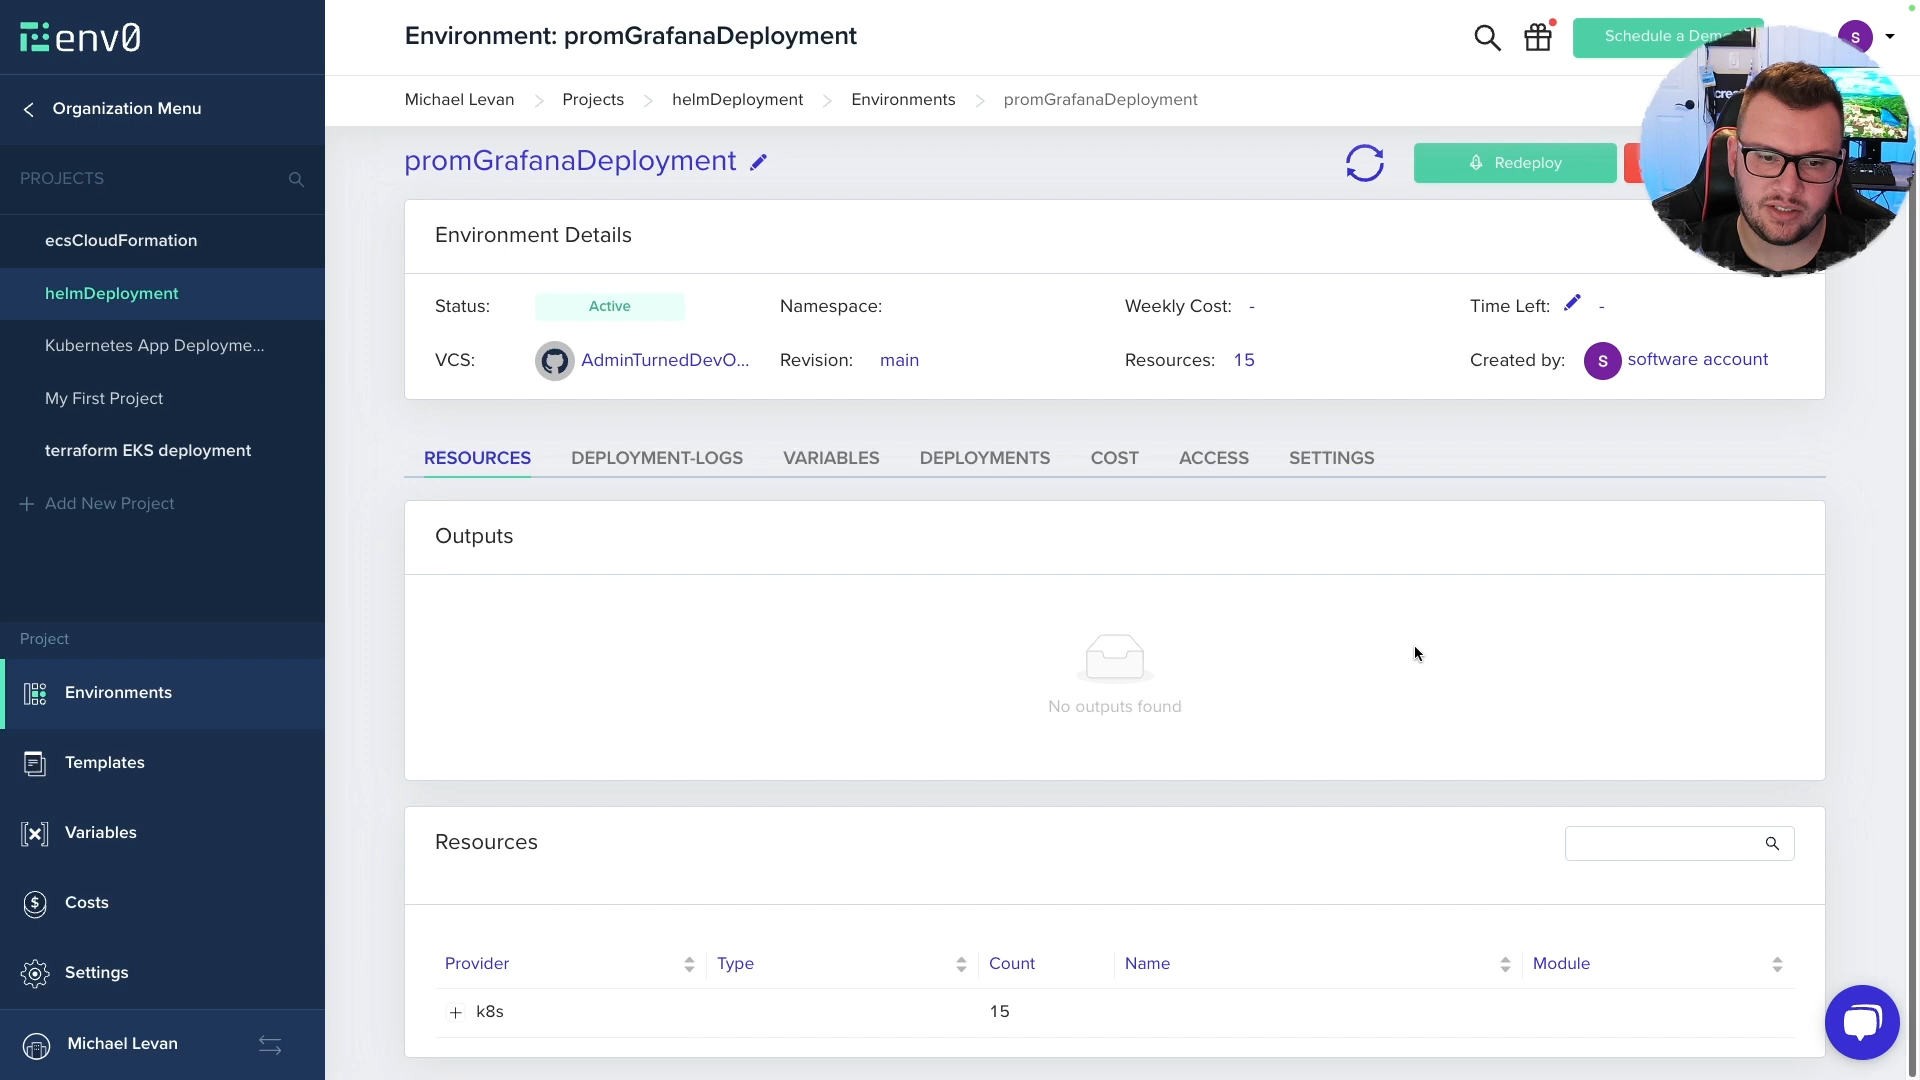 env0
Environment: promGrafanaDeployment
Schedule a Demo
S
Organization Menu
Michael Levan
Projects
helmDeployment
Environments
promGrafanaDeployment
PROJECTS
ecsCloudFormation
helmDeployment
Kubernetes App Deployme...
My First Project
terraform EKS deployment
Add New Project
Project
Environments
Templates
Variables
Costs
Settings
Michael Levan
promGrafanaDeployment
Redeploy
Environment Details
Status: Active
Namespace:
Weekly Cost: -
Time Left: -
VCS: AdminTurnedDevO...
Revision: main
Resources: 15
Created by: S software account
RESOURCES
DEPLOYMENT-LOGS
VARIABLES
DEPLOYMENTS
COST
ACCESS
SETTINGS
Outputs
No outputs found
Resources
Provider
Type
Count
Name
Module
k8s
15